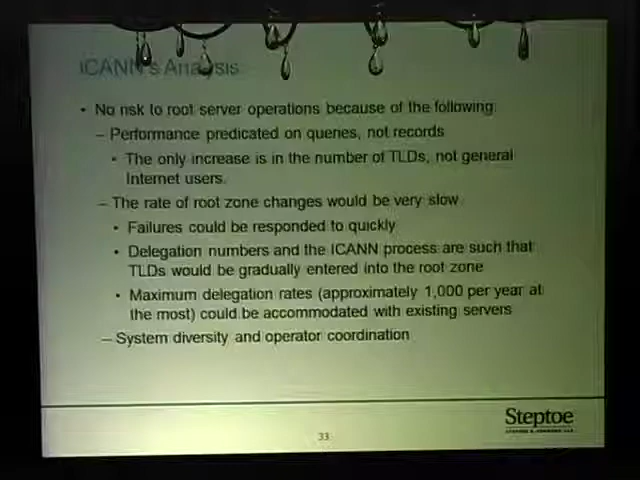 ICANN's Analysis
• No risk to root server operations because of the following:
– Performance predicated on queries, not records
• The only increase is in the number of TLDs, not general
Internet users.
– The rate of root zone changes would be very slow
• Failures could be responded to quickly
• Delegation numbers and the ICANN process are such that
TLDs would be gradually entered into the root zone
• Maximum delegation rates (approximately 1,000 per year at
the most) could be accommodated with existing servers
– System diversity and operator coordination
Steptoe
STEPTOE & JOHNSON LLP
33